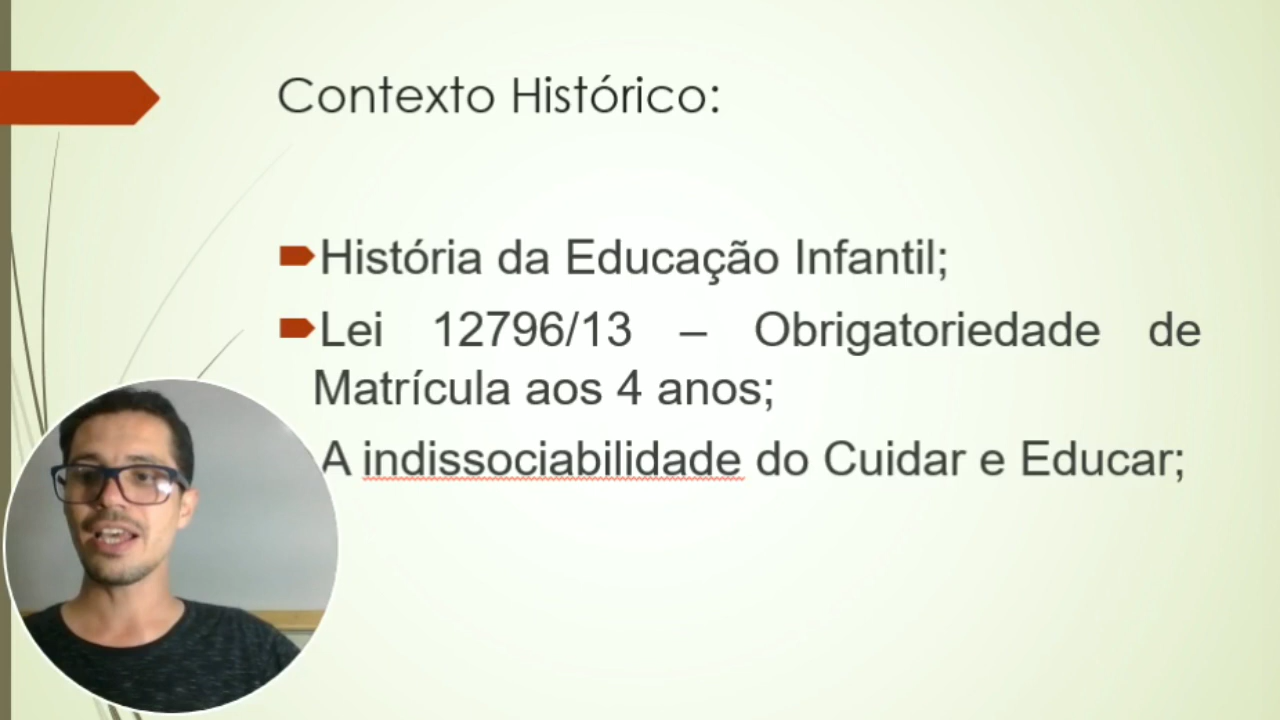 Contexto Histórico:
História da Educação Infantil;
Lei 12796/13 – Obrigatoriedade de
Matrícula aos 4 anos;
A indissociabilidade do Cuidar e Educar;